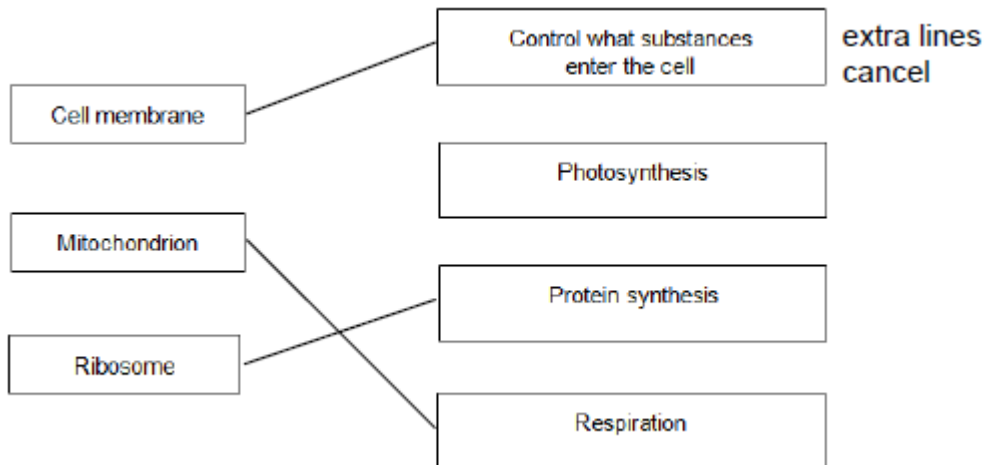 Control what substances
enter the cell
extra lines
cancel
Cell membrane
Photosynthesis
Mitochondrion
Protein synthesis
Ribosome
Respiration